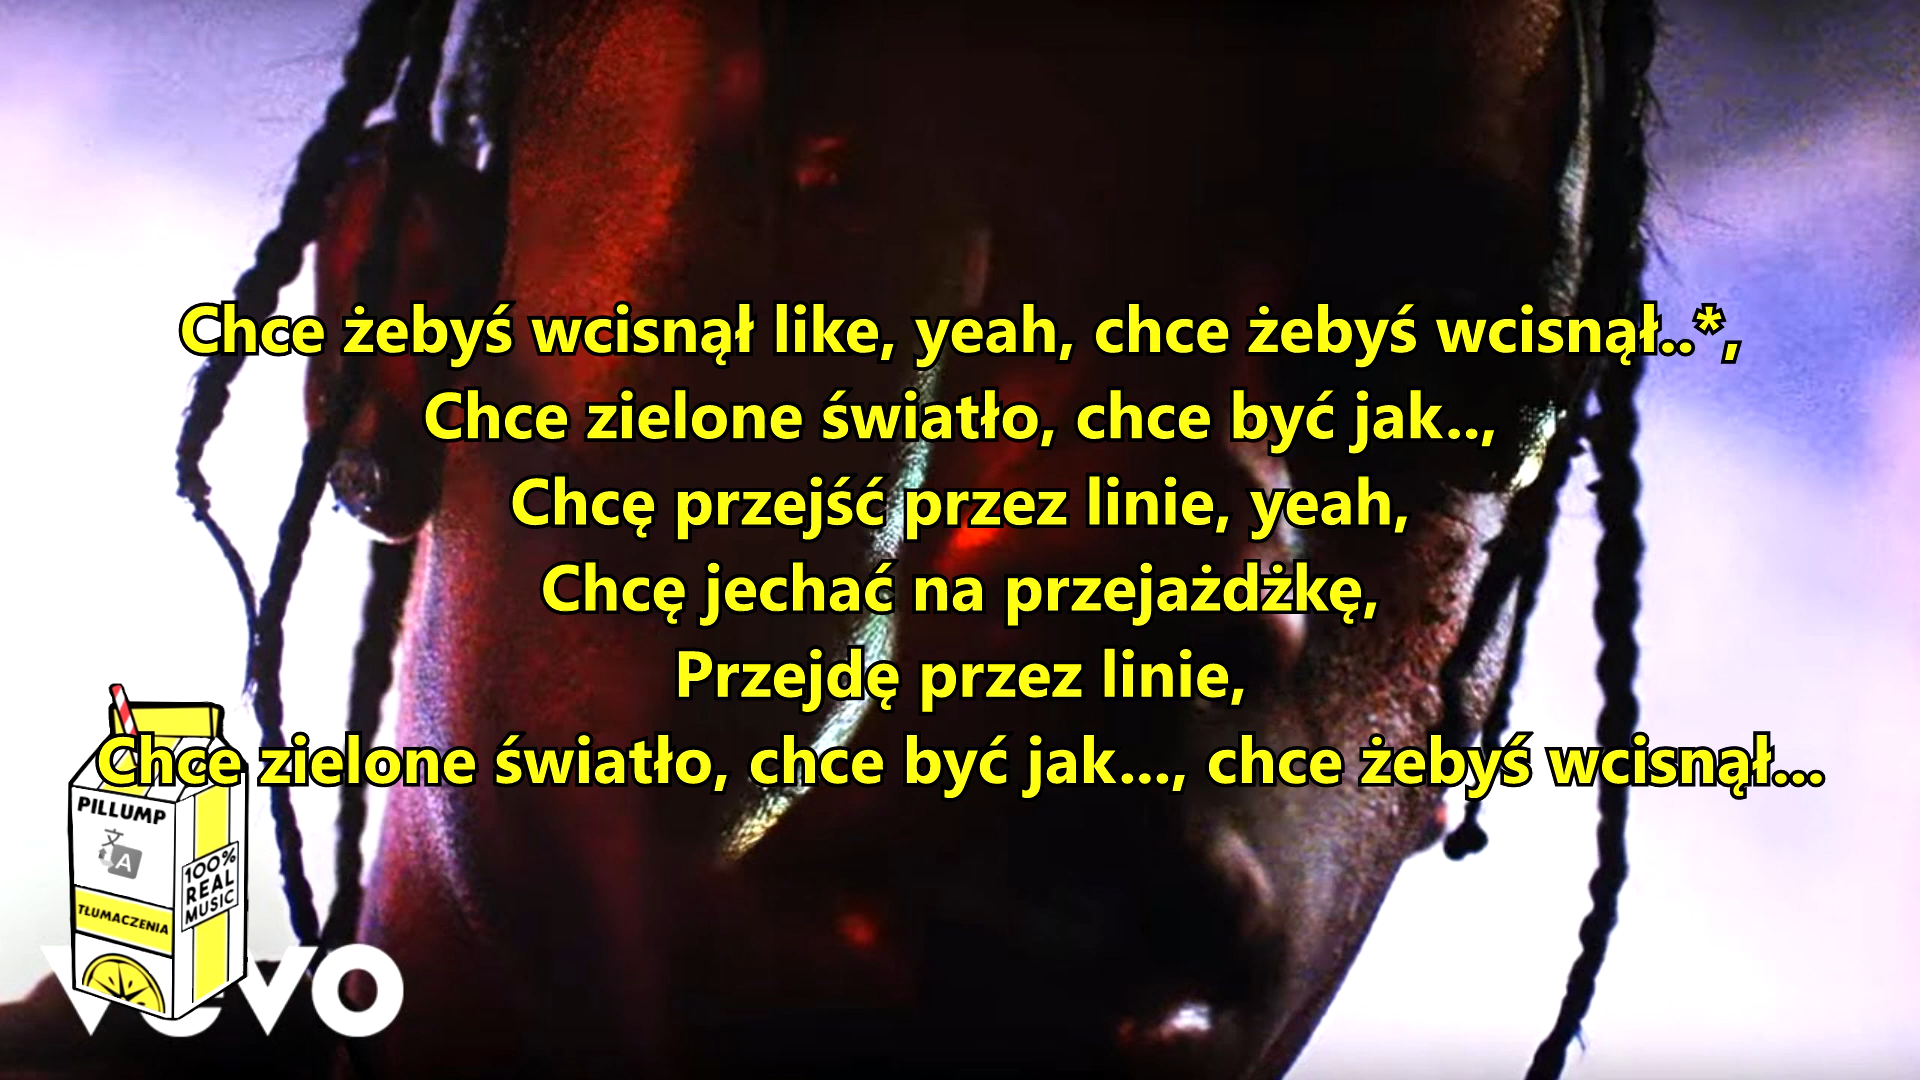 Chce żebyś wcisnął like, yeah, chce żebyś wcisnął..*,
Chce zielone światło, chce być jak..,
Chcę przejść przez linie, yeah,
Chcę jechać na przejażdżkę,
Przejdę przez linie,
Chce zielone światło, chce być jak..., chce żebyś wcisnął...
PILLUMP
文A
100%
REAL
MUSIC
TŁUMACZENIA
vevo